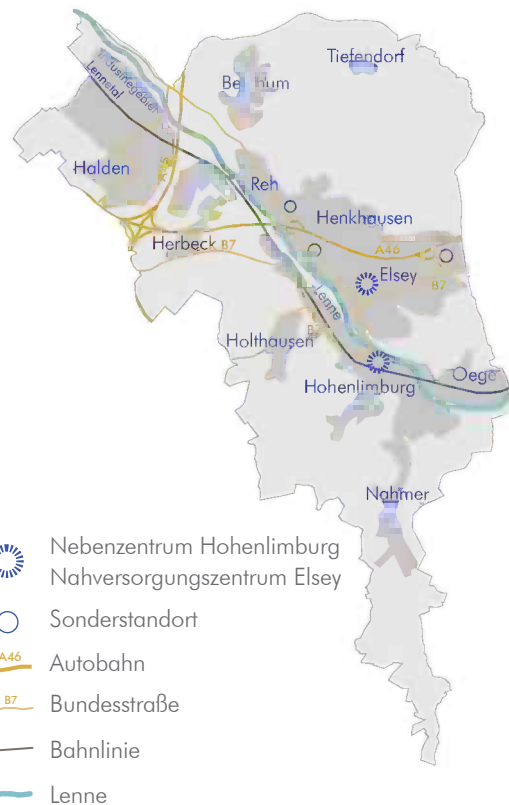 Tiefendorf
Lennetal
Halden
Reh
Henkhausen
Herbeck
B7
A46
Elsey
B7
Lenne
Holthausen
Hohenlimburg
Oege
Nahmer
Nebenzentrum Hohenlimburg
Nahversorgungszentrum Elsey
Sonderstandort
A46
Autobahn
B7
Bundesstraße
Bahnlinie
Lenne